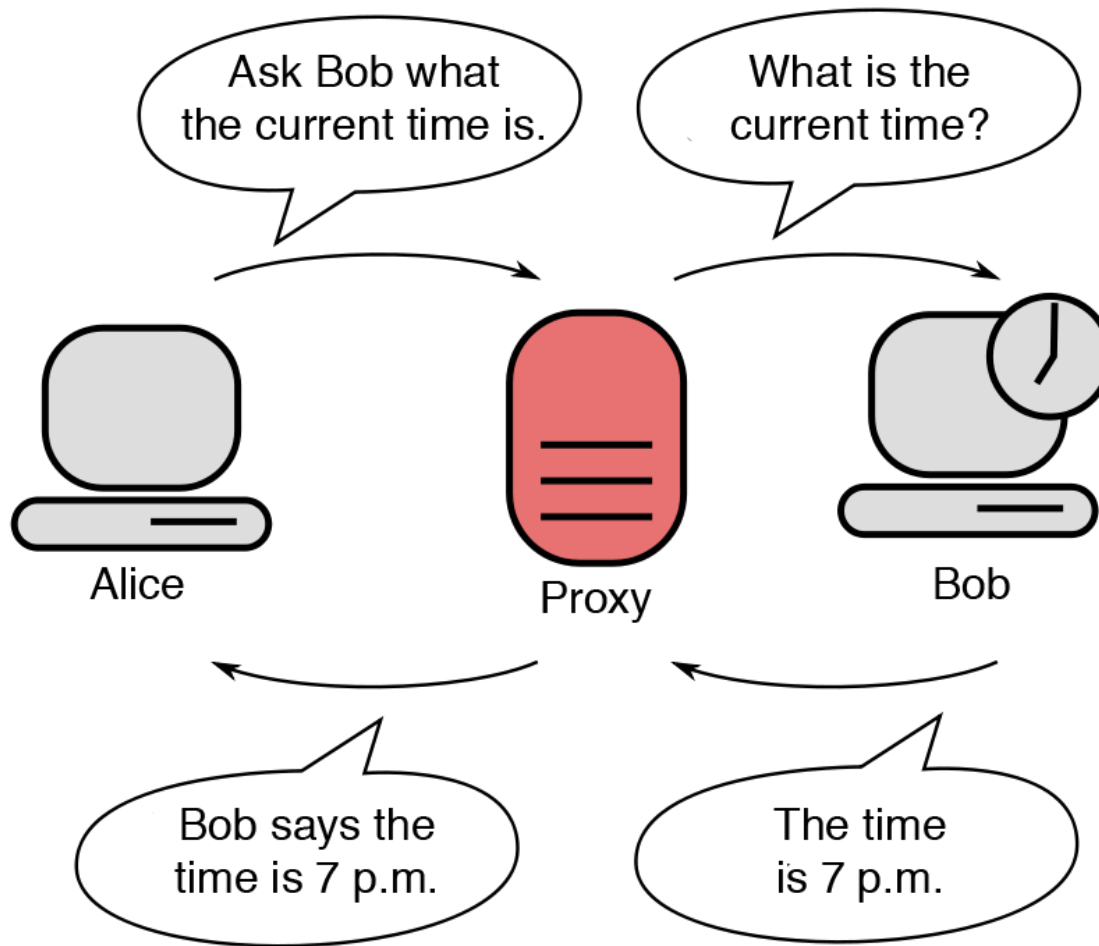 Ask Bob what
the current time is.
What is the
current time?
Alice
Proxy
Bob
Bob says the
time is 7 p.m.
The time
is 7 p.m.